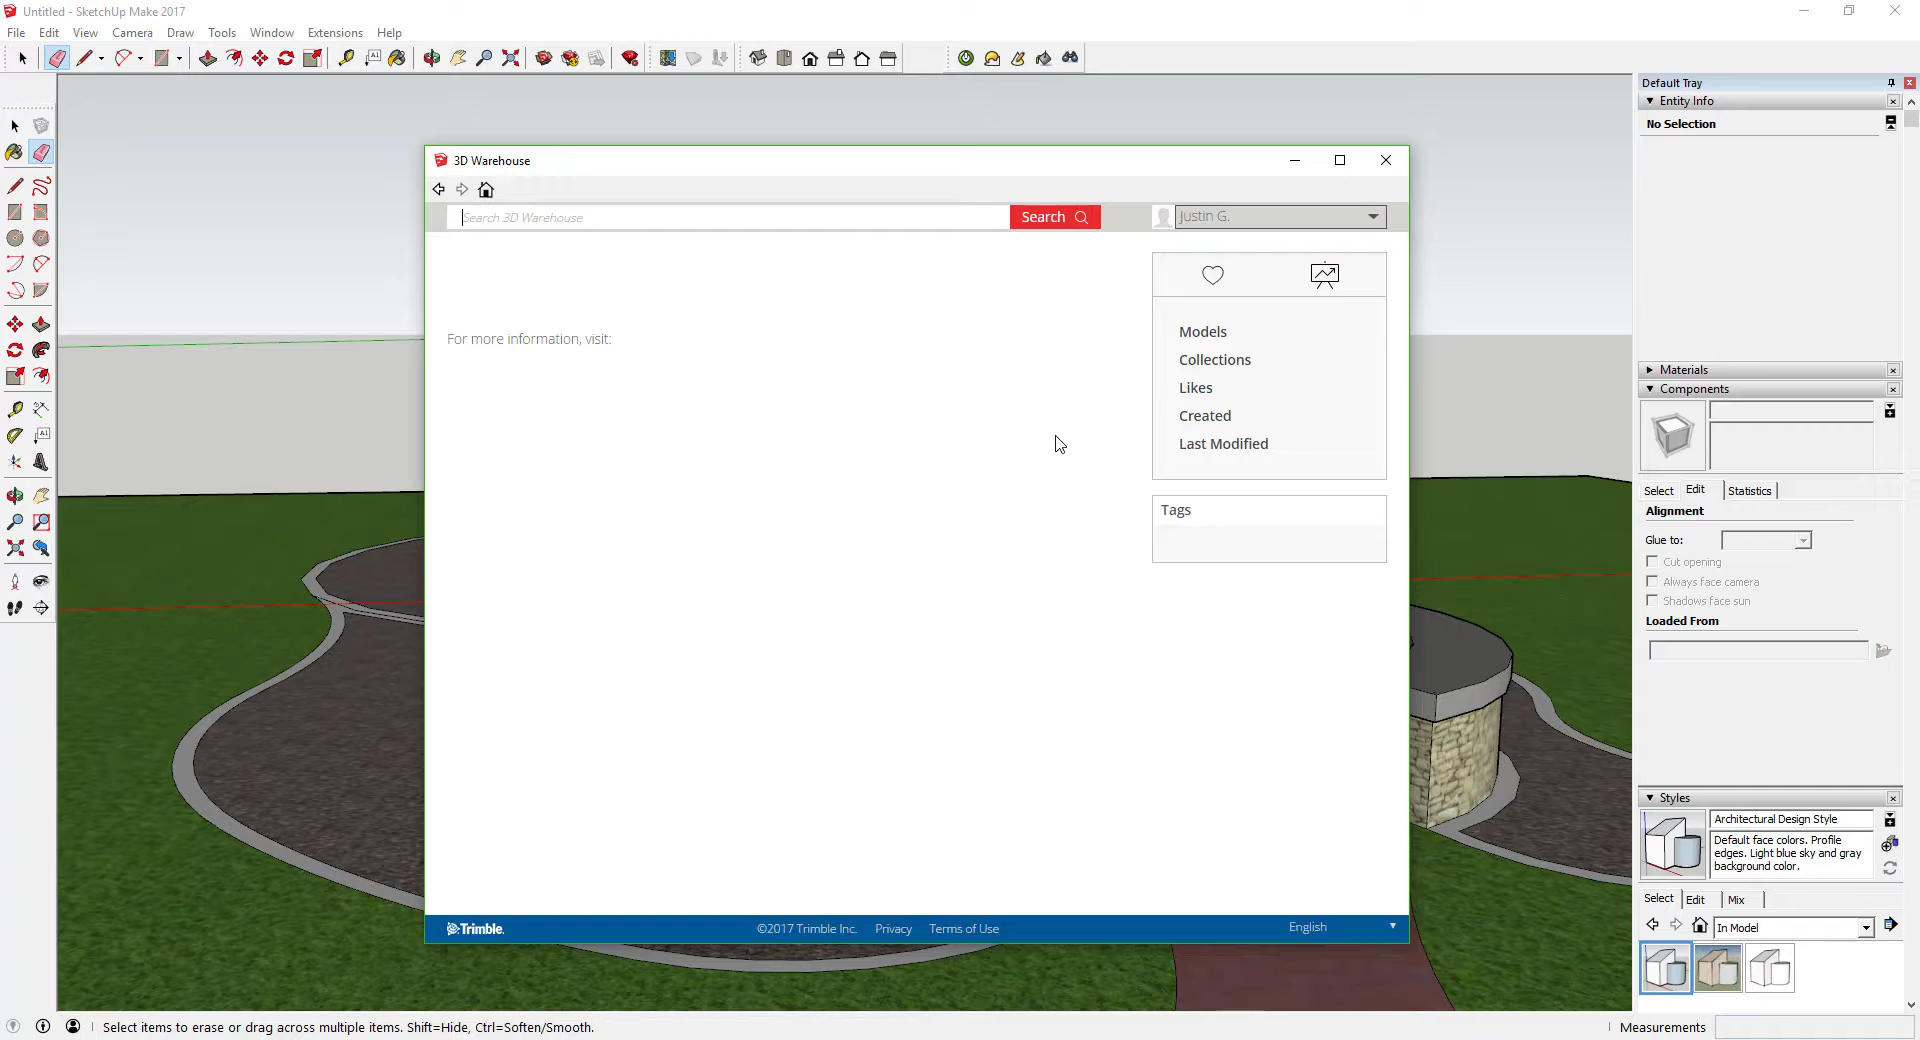 Untitled - SketchUp Make 2017
File Edit View Camera Draw Tools Window Extensions Help
Default Tray
Entity Info
No Selection
3D Warehouse
Search 3D Warehouse
Search
Justin G.
For more information, visit:
Models
Collections
Likes
Created
Last Modified
Tags
Trimble.
©2017 Trimble Inc. Privacy Terms of Use
English
Materials
Components
Select Edit Statistics
Alignment
Glue to:
Cut opening
Always face camera
Shadows face sun
Loaded From
Styles
Architectural Design Style
Default face colors. Profile
edges. Light blue sky and gray
background color.
Select Edit Mix
In Model
Select items to erase or drag across multiple items. Shift=Hide, Ctrl=Soften/Smooth.
Measurements